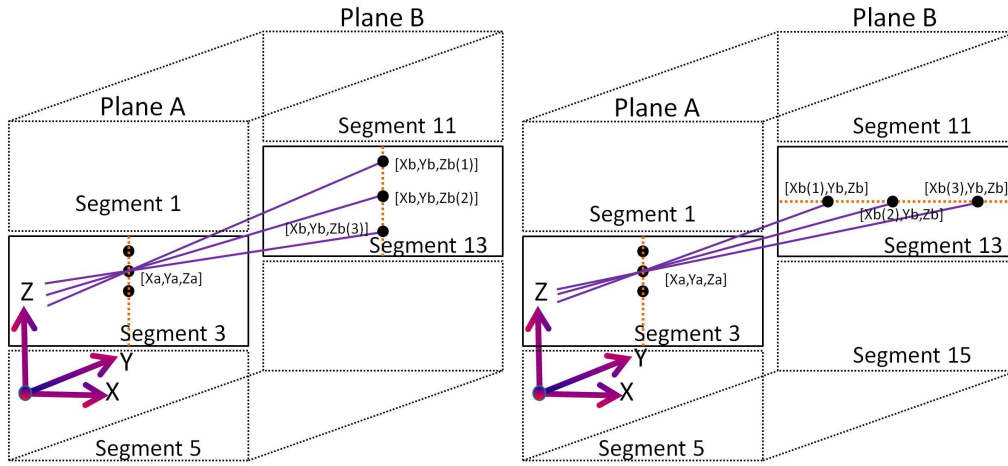 Plane B
Plane A
Segment 11
[Xb,Yb,Zb(1)]
Segment 1
[Xb,Yb,Zb(2)]
[Xb,Yb,Zb(3)]
Segment 13
[Xa,Ya,Za]
Z
Segment 3
Y
X
Segment 5
Plane B
Plane A
Segment 11
[Xb(1),Yb,Zb]
[Xb(3),Yb,Zb]
Segment 1
[Xb(2),Yb,Zb]
Segment 13
[Xa,Ya,Za]
Z
Segment 3
Y
Segment 15
X
Segment 5